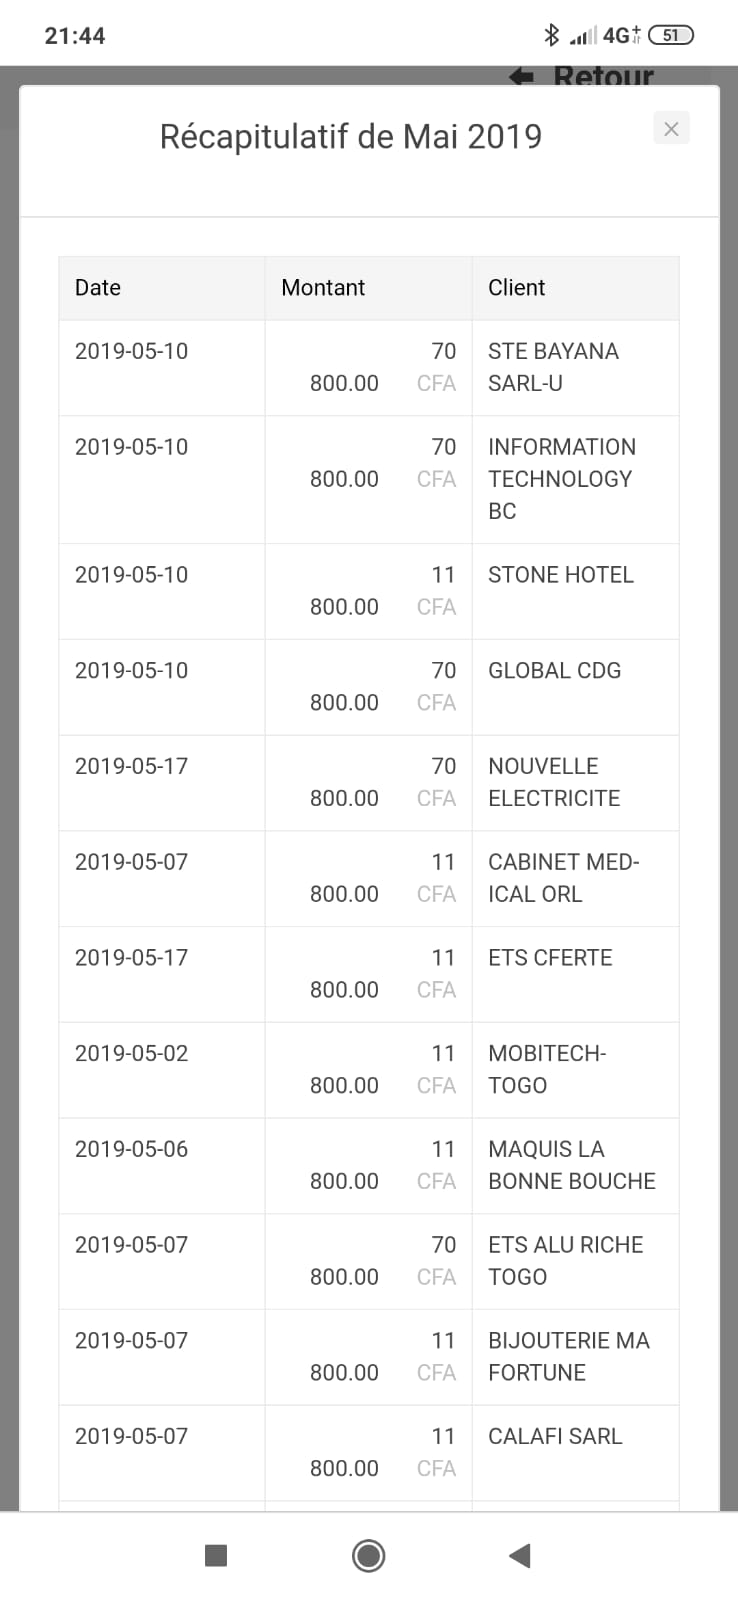 21:44
4G+ 51
Retour
Récapitulatif de Mai 2019
×
Date Montant Client
2019-05-10 70 STE BAYANA
800.00 CFA SARL-U
2019-05-10 70 INFORMATION
800.00 CFA TECHNOLOGY
BC
2019-05-10 11 STONE HOTEL
800.00 CFA
2019-05-10 70 GLOBAL CDG
800.00 CFA
2019-05-17 70 NOUVELLE
800.00 CFA ELECTRICITE
2019-05-07 11 CABINET MED-
800.00 CFA ICAL ORL
2019-05-17 11 ETS CFERTE
800.00 CFA
2019-05-02 11 MOBITECH-
800.00 CFA TOGO
2019-05-06 11 MAQUIS LA
800.00 CFA BONNE BOUCHE
2019-05-07 70 ETS ALU RICHE
800.00 CFA TOGO
2019-05-07 11 BIJOUTERIE MA
800.00 CFA FORTUNE
2019-05-07 11 CALAFI SARL
800.00 CFA